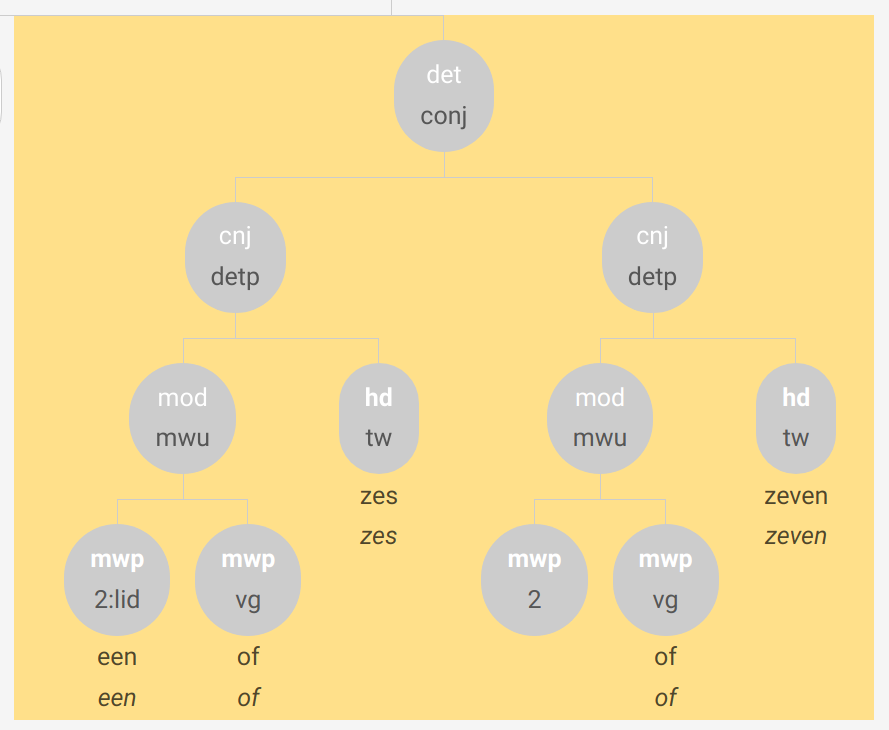 det
conj
cnj
detp
cnj
detp
mod
mwu
hd
tw
zes
zes
mod
mwu
hd
tw
zeven
zeven
mwp
2:lid
een
een
mwp
vg
of
of
mwp
2
mwp
vg
of
of